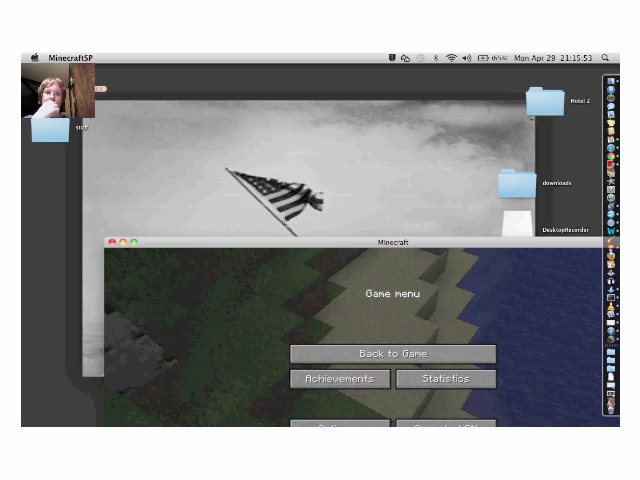 MinecraftSP
(65%) Mon Apr 29 21:15:53
Hotel 2
stuff
downloads
DesktopRecorder
Minecraft
Game menu
Back to Game
Achievements Statistics